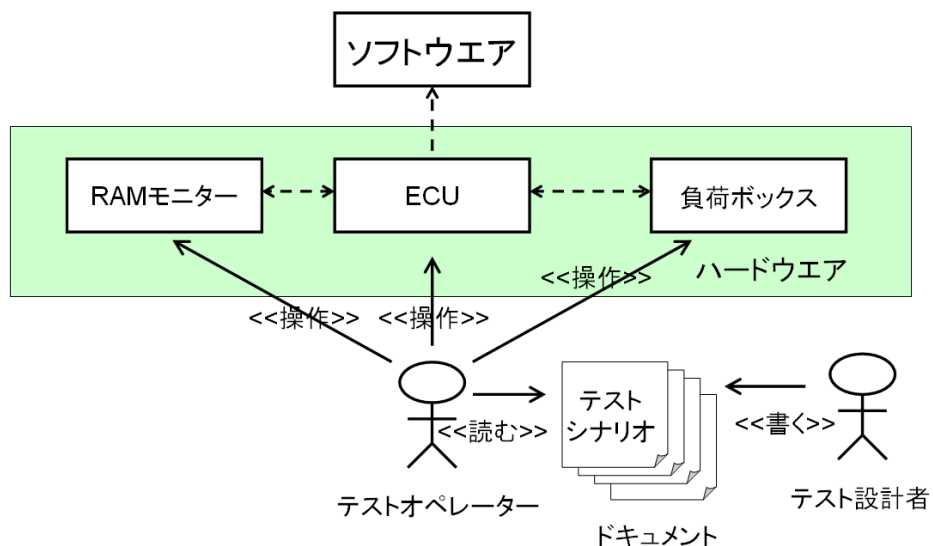 ソフトウエア
RAMモニター
ECU
負荷ボックス
ハードウエア
<<操作>>
<<操作>>
<<操作>>
テスト
シナリオ
<<読む>>
<<書く>>
テストオペレーター
テスト設計者
ドキュメント